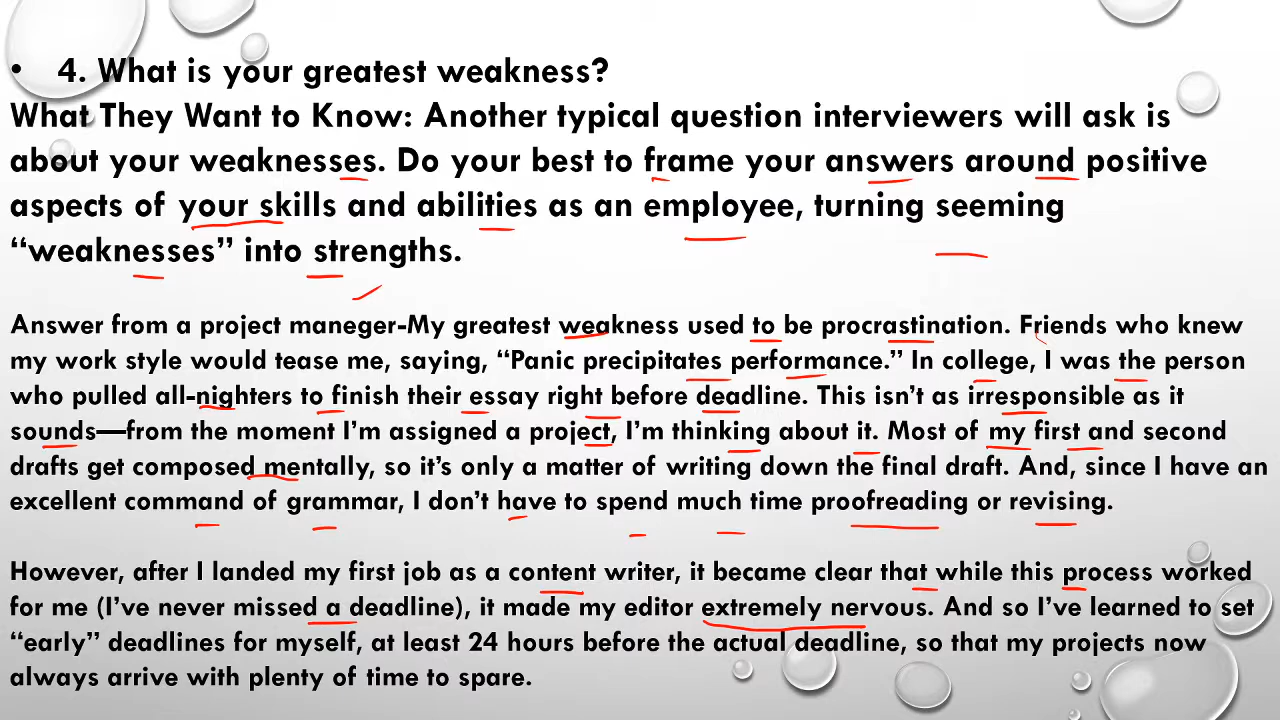 • 4. What is your greatest weakness?
What They Want to Know: Another typical question interviewers will ask is
about your weaknesses. Do your best to frame your answers around positive
aspects of your skills and abilities as an employee, turning seeming
“weaknesses” into strengths.
Answer from a project maneger-My greatest weakness used to be procrastination. Friends who knew
my work style would tease me, saying, “Panic precipitates performance.” In college, I was the person
who pulled all-nighters to finish their essay right before deadline. This isn’t as irresponsible as it
sounds—from the moment I’m assigned a project, I’m thinking about it. Most of my first and second
drafts get composed mentally, so it’s only a matter of writing down the final draft. And, since I have an
excellent command of grammar, I don’t have to spend much time proofreading or revising.
However, after I landed my first job as a content writer, it became clear that while this process worked
for me (I’ve never missed a deadline), it made my editor extremely nervous. And so I’ve learned to set
“early” deadlines for myself, at least 24 hours before the actual deadline, so that my projects now
always arrive with plenty of time to spare.